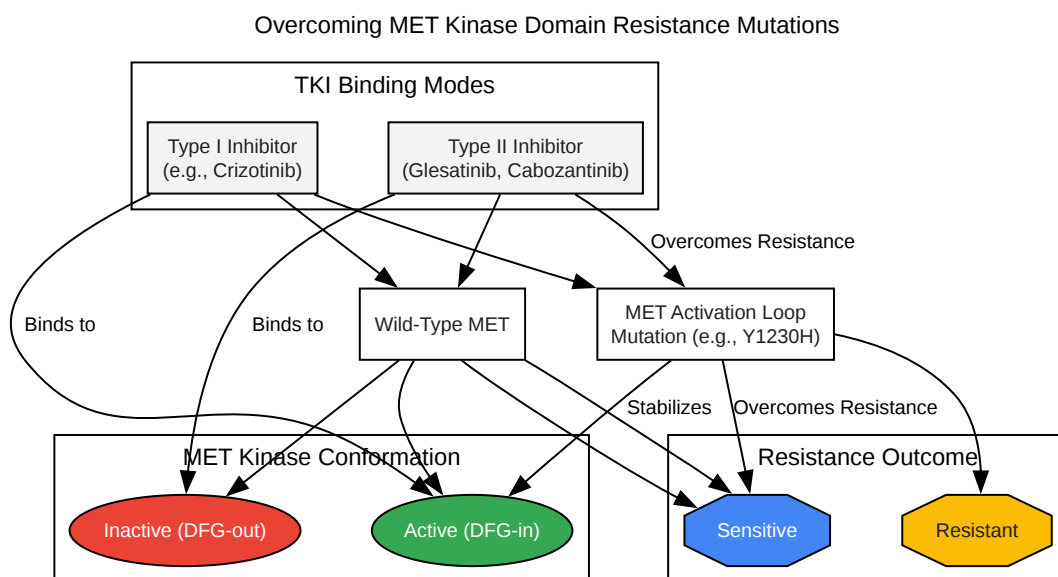 Overcoming MET Kinase Domain Resistance Mutations
TKI Binding Modes
Type I Inhibitor
(e.g., Crizotinib)
Type II Inhibitor
(Glesatinib, Cabozantinib)
Overcomes Resistance
Binds to
Binds to
Wild-Type MET
MET Activation Loop
Mutation (e.g., Y1230H)
Stabilizes
Overcomes Resistance
MET Kinase Conformation
Resistance Outcome
Inactive (DFG-out)
Active (DFG-in)
Sensitive
Resistant